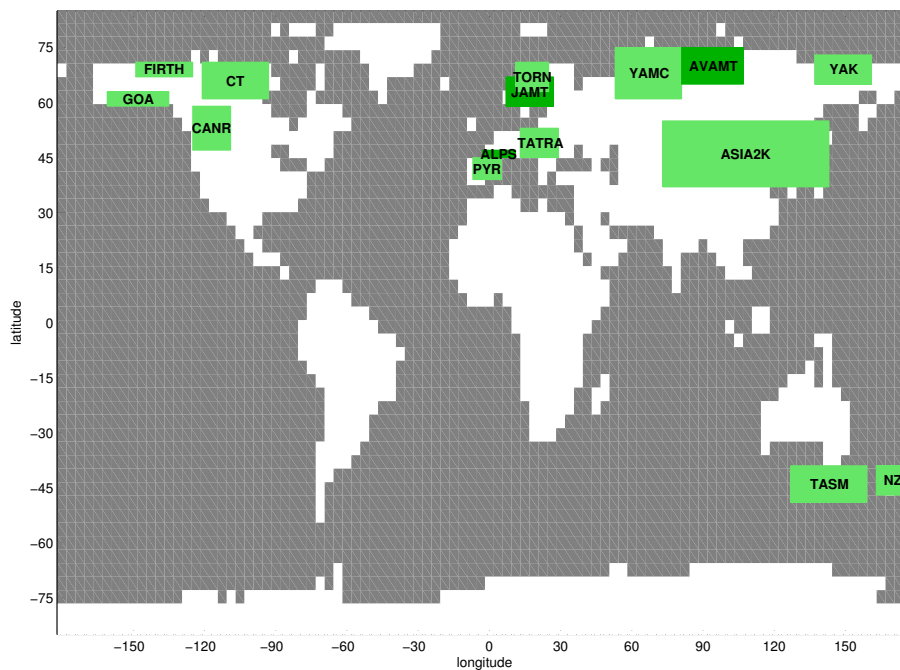 75
60
45
30
15
0
−15
−30
−45
−60
−75
latitude
FIRTH
CT
GOA
CANR
TORN
JAMT
YAMC
AVAMT
YAK
TATRA
ALPS
PYR
ASIA2K
TASM
NZ
−150
−120
−90
−60
−30
0
30
60
90
120
150
longitude